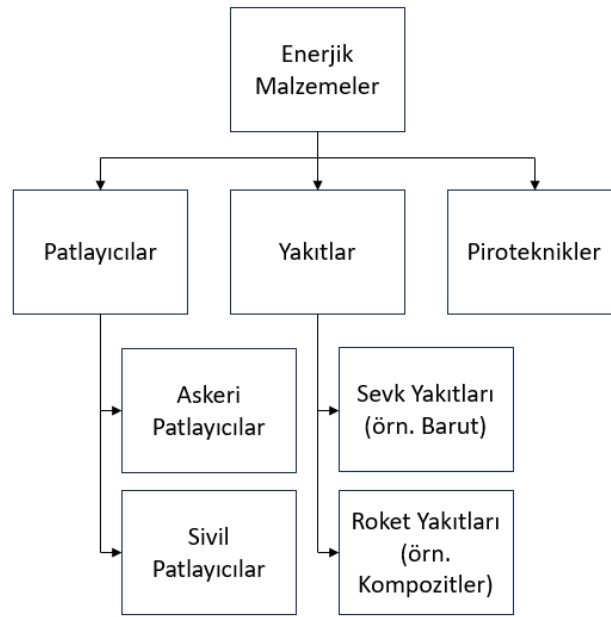 Enerjik
Malzemeler
Patlayıcılar
Yakıtlar
Piroteknikler
Askeri
Patlayıcılar
Sevk Yakıtları
(örn. Barut)
Sivil
Patlayıcılar
Roket Yakıtları
(örn.
Kompozitler)